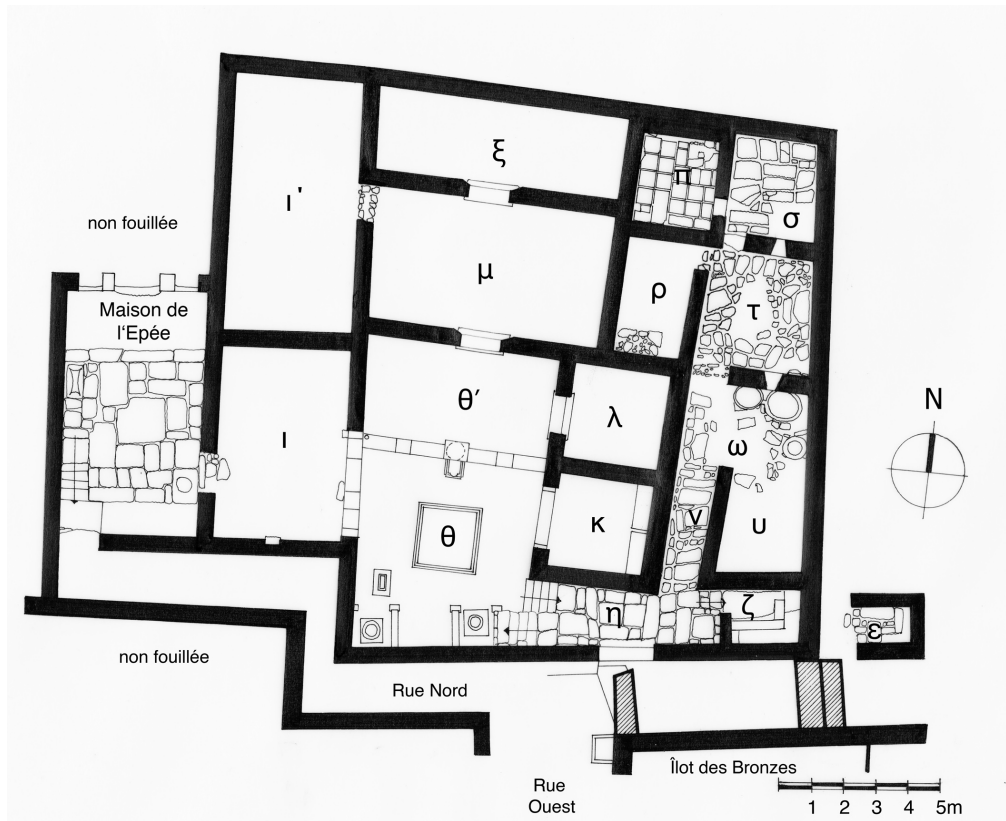 ξ
π
σ
ι'
non fouillée
μ
ρ
τ
Maison de
l'Epée
θ′
λ
ι
ω
N
κ
ν
υ
θ
η
ζ
ε
non fouillée
Rue Nord
Îlot des Bronzes
Rue
Ouest
1 2 3 4 5m